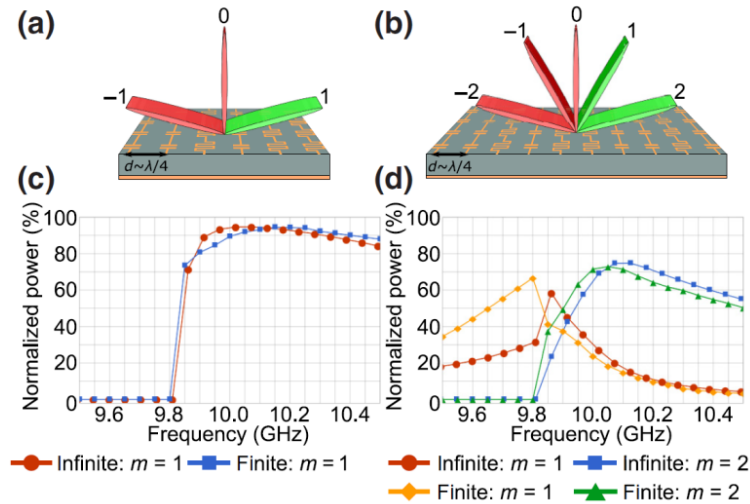 (a)
0
−1
1
d~λ/4
(b)
−1
0
1
−2
2
d~λ/4
(c)
Normalized power (%)
100
80
60
40
20
0
9.6
9.8
10.0
10.2
10.4
Frequency (GHz)
Infinite: m = 1
Finite: m = 1
(d)
Normalized power (%)
100
80
60
40
20
0
9.6
9.8
10.0
10.2
10.4
Frequency (GHz)
Infinite: m = 1
Infinite: m = 2
Finite: m = 1
Finite: m = 2